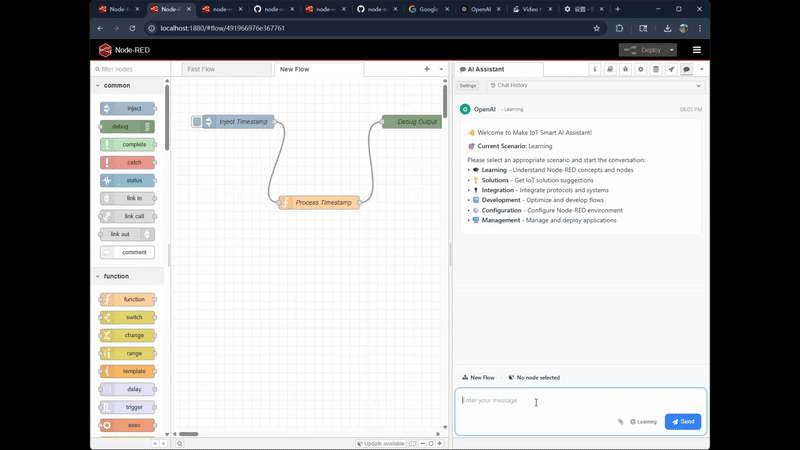 Node-R
Node-R
node-re
node-re
node-re
Google
OpenAI
Video s
设置 - 
localhost:1880/#flow/491966976e367761
Node-RED
Deploy
filter nodes
First Flow
New Flow
AI Assistant
common
Settings
Chat History
inject
debug
complete
catch
status
link in
link call
link out
comment
function
function
switch
change
range
template
delay
trigger
exec
Inject Timestamp
Debug Output
Process Timestamp
OpenAI - Learning
08:05 PM
Welcome to Make IoT Smart AI Assistant!
Current Scenario: Learning
Please select an appropriate scenario and start the conversation:
• Learning - Understand Node-RED concepts and nodes
• Solutions - Get IoT solution suggestions
• Integration - Integrate protocols and systems
• Development - Optimize and develop flows
• Configuration - Configure Node-RED environment
• Management - Manage and deploy applications
New Flow
No node selected
Enter your message
Learning
Send
Update available